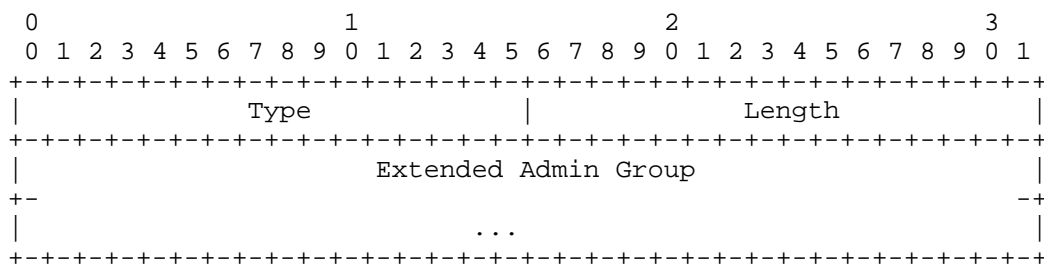 0                   1                   2                   3
 0 1 2 3 4 5 6 7 8 9 0 1 2 3 4 5 6 7 8 9 0 1 2 3 4 5 6 7 8 9 0 1
+-+-+-+-+-+-+-+-+-+-+-+-+-+-+-+-+-+-+-+-+-+-+-+-+-+-+-+-+-+-+-+-+
|              Type             |             Length            |
+-+-+-+-+-+-+-+-+-+-+-+-+-+-+-+-+-+-+-+-+-+-+-+-+-+-+-+-+-+-+-+-+
|                      Extended Admin Group                     |
+-                                                             -+
|                            ...                                |
+-+-+-+-+-+-+-+-+-+-+-+-+-+-+-+-+-+-+-+-+-+-+-+-+-+-+-+-+-+-+-+-+